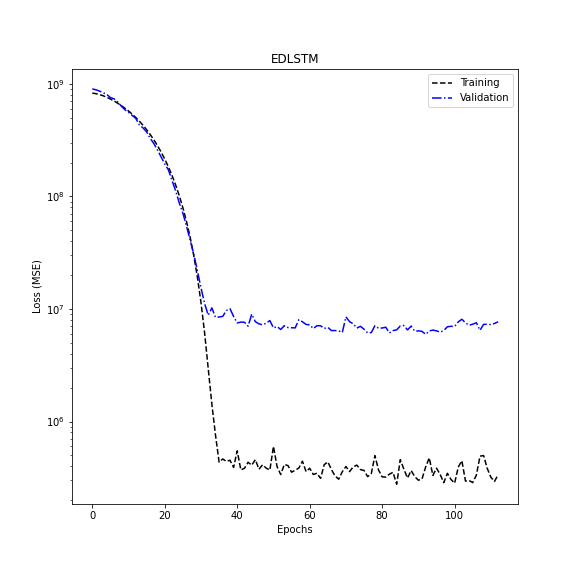 EDLSTM
Training
Validation
Loss (MSE)
10⁹
10⁸
10⁷
10⁶
0 20 40 60 80 100
Epochs